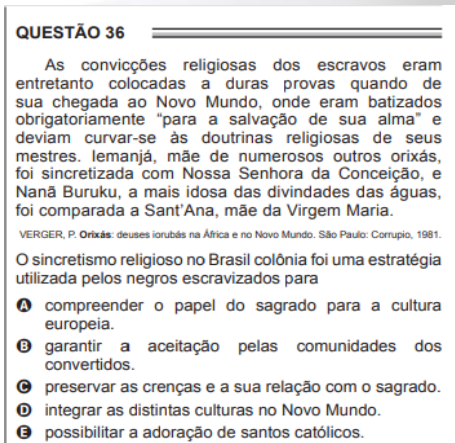 QUESTÃO 36
As convicções religiosas dos escravos eram
entretanto colocadas a duras provas quando de
sua chegada ao Novo Mundo, onde eram batizados
obrigatoriamente “para a salvação de sua alma” e
deviam curvar-se às doutrinas religiosas de seus
mestres. Iemanjá, mãe de numerosos outros orixás,
foi sincretizada com Nossa Senhora da Conceição, e
Nanã Buruku, a mais idosa das divindades das águas,
foi comparada a Sant’Ana, mãe da Virgem Maria.
VERGER, P. Orixás: deuses iorubás na África e no Novo Mundo. São Paulo: Corrupio, 1981.
O sincretismo religioso no Brasil colônia foi uma estratégia
utilizada pelos negros escravizados para
A compreender o papel do sagrado para a cultura
europeia.
B garantir a aceitação pelas comunidades dos
convertidos.
C preservar as crenças e a sua relação com o sagrado.
D integrar as distintas culturas no Novo Mundo.
E possibilitar a adoração de santos católicos.